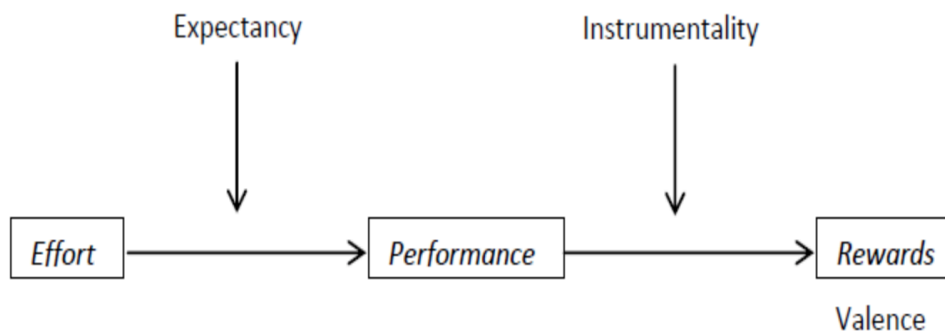 Expectancy
Instrumentality
Effort
Performance
Rewards
Valence